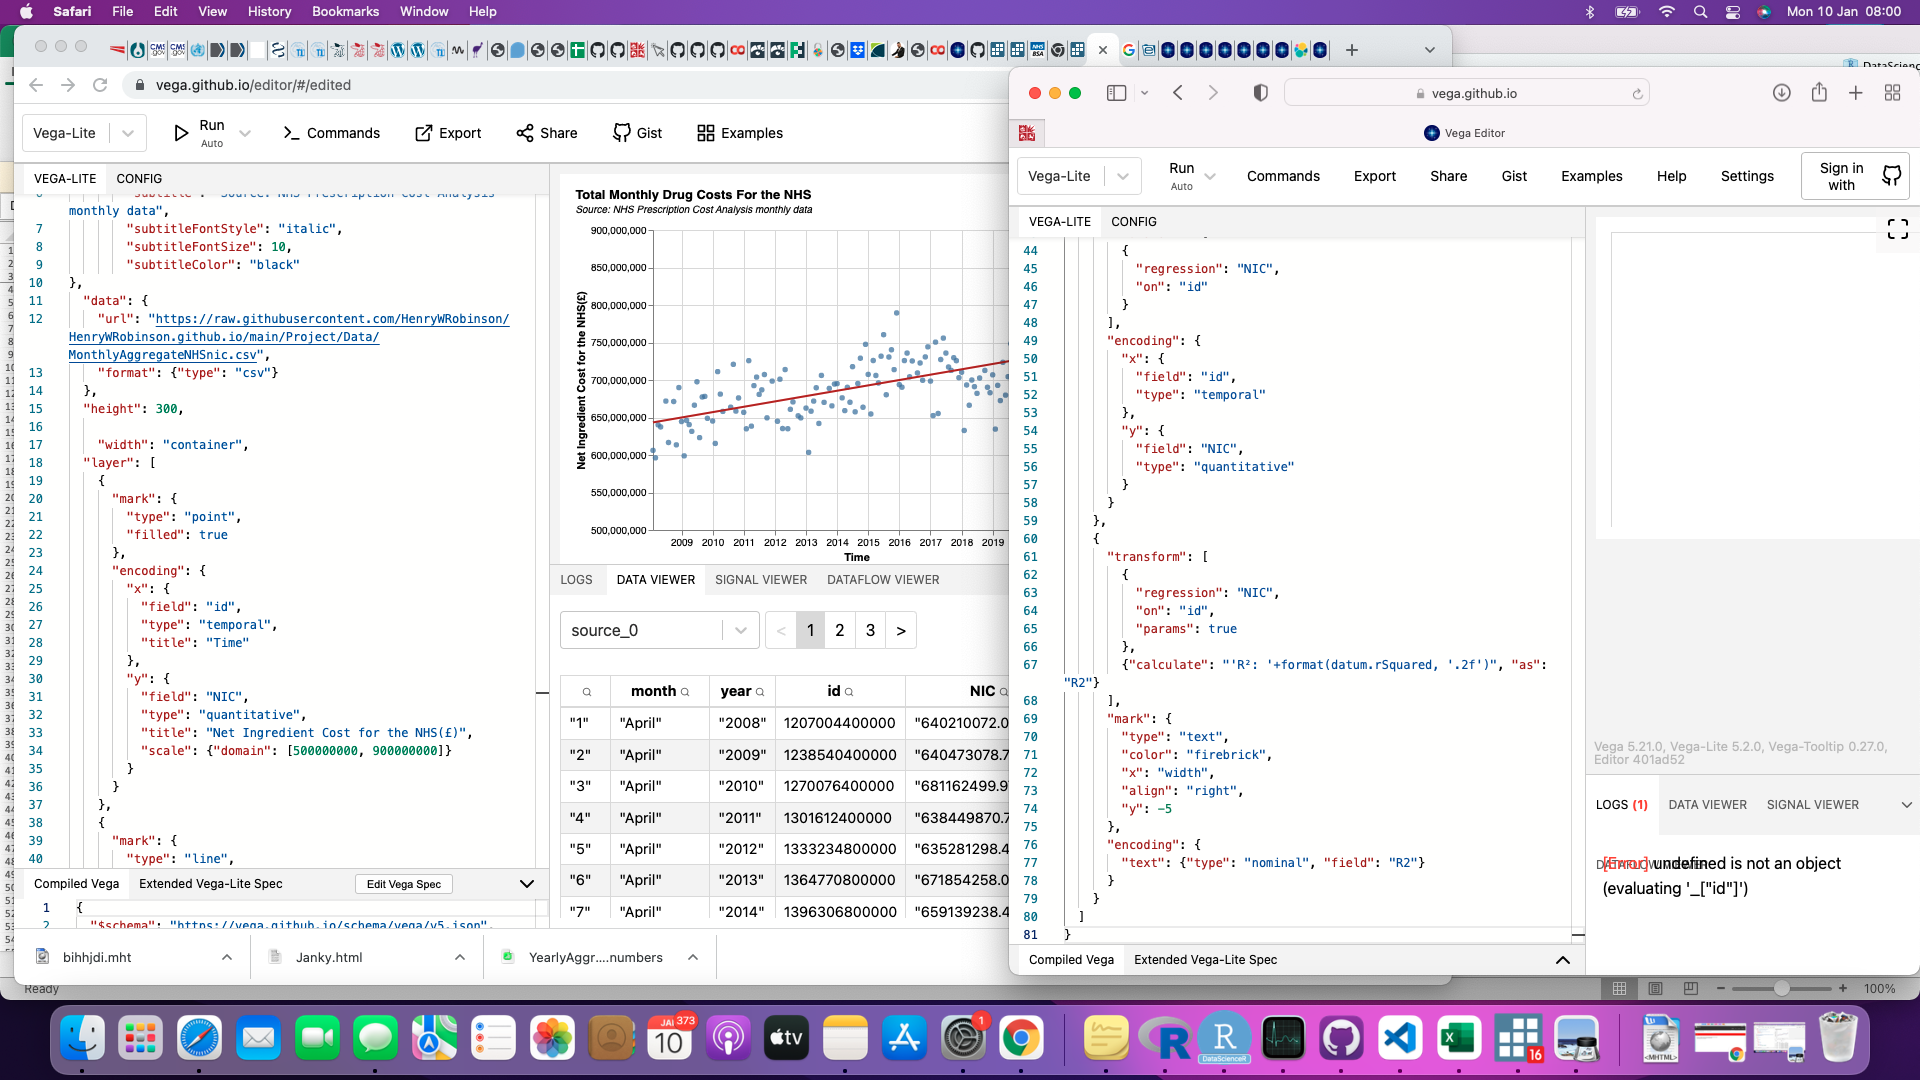 Safari File Edit View History Bookmarks Window Help Mon 10 Jan 08:00
vega.github.io/editor/#/edited
Vega-Lite Run Auto Commands Export Share Gist Examples
VEGA-LITE CONFIG
monthly data",
7 "subtitleFontStyle": "italic",
8 "subtitleFontSize": 10,
9 "subtitleColor": "black"
10 },
11 "data": {
12 "url": "https://raw.githubusercontent.com/HenryWRobinson/
HenryWRobinson.github.io/main/Project/Data/
MonthlyAggregateNHSnic.csv",
13 "format": {"type": "csv"}
14 },
15 "height": 300,
16
17 "width": "container",
18 "layer": [
19 {
20 "mark": {
21 "type": "point",
22 "filled": true
23 },
24 "encoding": {
25 "x": {
26 "field": "id",
27 "type": "temporal",
28 "title": "Time"
29 },
30 "y": {
31 "field": "NIC",
32 "type": "quantitative",
33 "title": "Net Ingredient Cost for the NHS(£)",
34 "scale": {"domain": [500000000, 900000000]}
35 }
36 }
37 },
38 {
39 "mark": {
40 "type": "line",
Compiled Vega Extended Vega-Lite Spec Edit Vega Spec
1 {
2 "$schema": "https://vega.github.io/schema/vega/v5.json",
Total Monthly Drug Costs For the NHS
Source: NHS Prescription Cost Analysis monthly data
Net Ingredient Cost for the NHS(£)
900,000,000
850,000,000
800,000,000
750,000,000
700,000,000
650,000,000
600,000,000
550,000,000
500,000,000
2009 2010 2011 2012 2013 2014 2015 2016 2017 2018 2019
Time
LOGS DATA VIEWER SIGNAL VIEWER DATAFLOW VIEWER
source_0 < 1 2 3 >
month year id NIC
"1" "April" "2008" 1207004400000 "640210072.0
"2" "April" "2009" 1238540400000 "640473078.7
"3" "April" "2010" 1270076400000 "681162499.9
"4" "April" "2011" 1301612400000 "638449870.7
"5" "April" "2012" 1333234800000 "635281298.4
"6" "April" "2013" 1364770800000 "671854258.0
"7" "April" "2014" 1396306800000 "659139238.4
bihhjdi.mht Janky.html YearlyAggr....numbers
Ready 100%
vega.github.io
Vega Editor
Vega-Lite Run Auto Commands Export Share Gist Examples Help Settings Sign in with
VEGA-LITE CONFIG
44 {
45 "regression": "NIC",
46 "on": "id"
47 }
48 ],
49 "encoding": {
50 "x": {
51 "field": "id",
52 "type": "temporal"
53 },
54 "y": {
55 "field": "NIC",
56 "type": "quantitative"
57 }
58 }
59 },
60 {
61 "transform": [
62 {
63 "regression": "NIC",
64 "on": "id",
65 "params": true
66 },
67 {"calculate": "'R²: '+format(datum.rSquared, '.2f')", "as":
"R2"}
68 ],
69 "mark": {
70 "type": "text",
71 "color": "firebrick",
72 "x": "width",
73 "align": "right",
74 "y": -5
75 },
76 "encoding": {
77 "text": {"type": "nominal", "field": "R2"}
78 }
79 }
80 ]
81 }
Compiled Vega Extended Vega-Lite Spec
Vega 5.21.0, Vega-Lite 5.2.0, Vega-Tooltip 0.27.0,
Editor 401ad52
LOGS (1) DATA VIEWER SIGNAL VIEWER
[Error] undefined is not an object
(evaluating '_["id"]')
373
10
tv
1
R
R
DataScienceR
X
16
MHTML